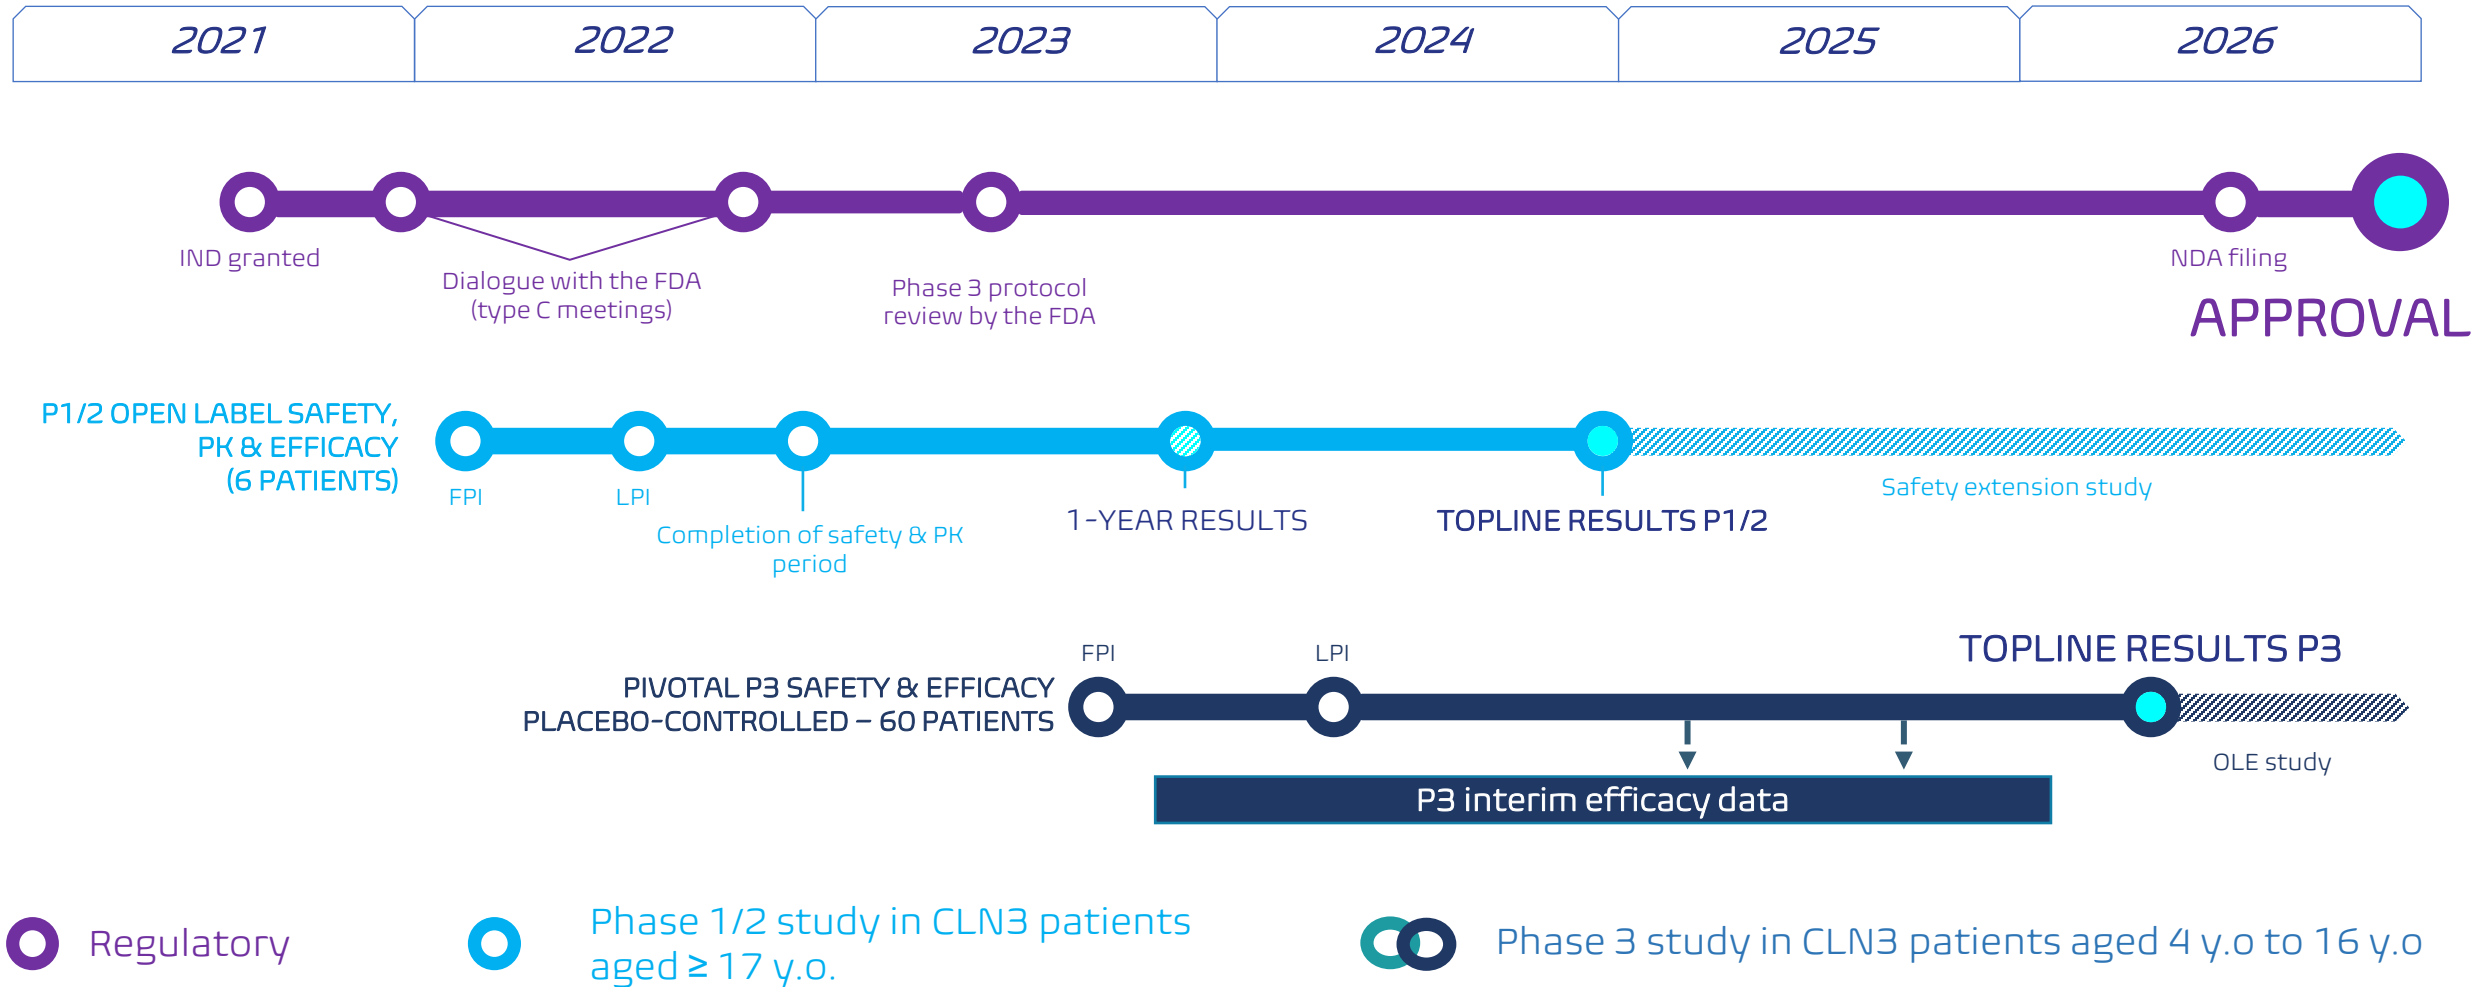 2021
2022
2023
2024
2025
2026
IND granted
Dialogue with the FDA
(type C meetings)
Phase 3 protocol
review by the FDA
NDA filing
APPROVAL
P1/2 OPEN LABEL SAFETY,
PK & EFFICACY
(6 PATIENTS)
FPI
LPI
Completion of safety & PK
period
1-YEAR RESULTS
TOPLINE RESULTS P1/2
Safety extension study
PIVOTAL P3 SAFETY & EFFICACY
PLACEBO-CONTROLLED – 60 PATIENTS
FPI
LPI
TOPLINE RESULTS P3
OLE study
P3 interim efficacy data
Regulatory
Phase 1/2 study in CLN3 patients
aged ≥ 17 y.o.
Phase 3 study in CLN3 patients aged 4 y.o to 16 y.o